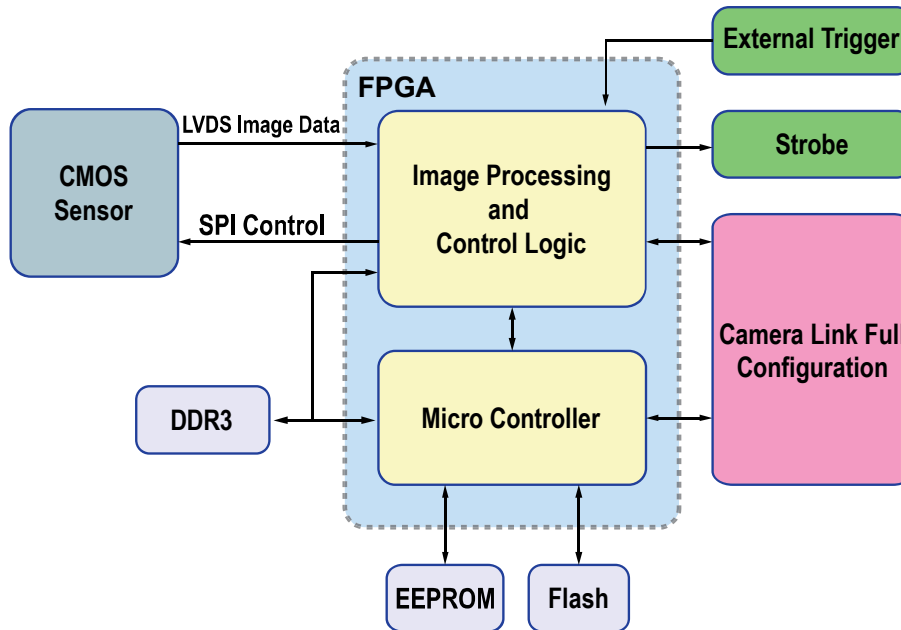 External Trigger
FPGA
LVDS Image Data
CMOS
Sensor
Image Processing
and
Control Logic
Strobe
SPI Control
Camera Link Full
Configuration
DDR3
Micro Controller
EEPROM
Flash